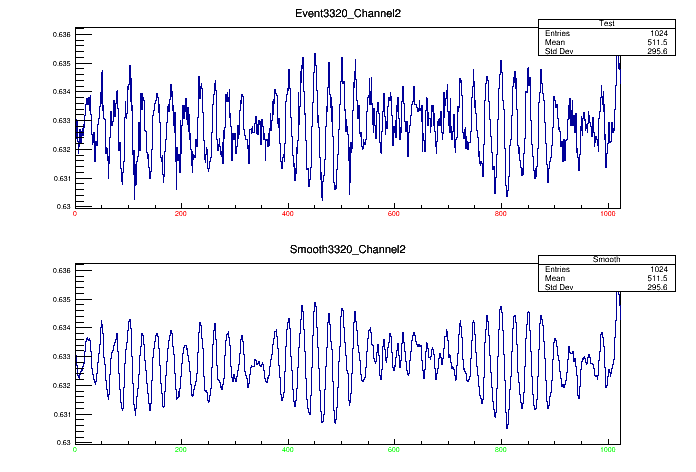 Event3320_Channel2
Test
Entries 1024
Mean 511.5
Std Dev 295.6
0.636
0.635
0.634
0.633
0.632
0.631
0.63
0 200 400 600 800 1000
Smooth3320_Channel2
Smooth
Entries 1024
Mean 511.5
Std Dev 295.6
0.636
0.635
0.634
0.633
0.632
0.631
0.63
0 200 400 600 800 1000